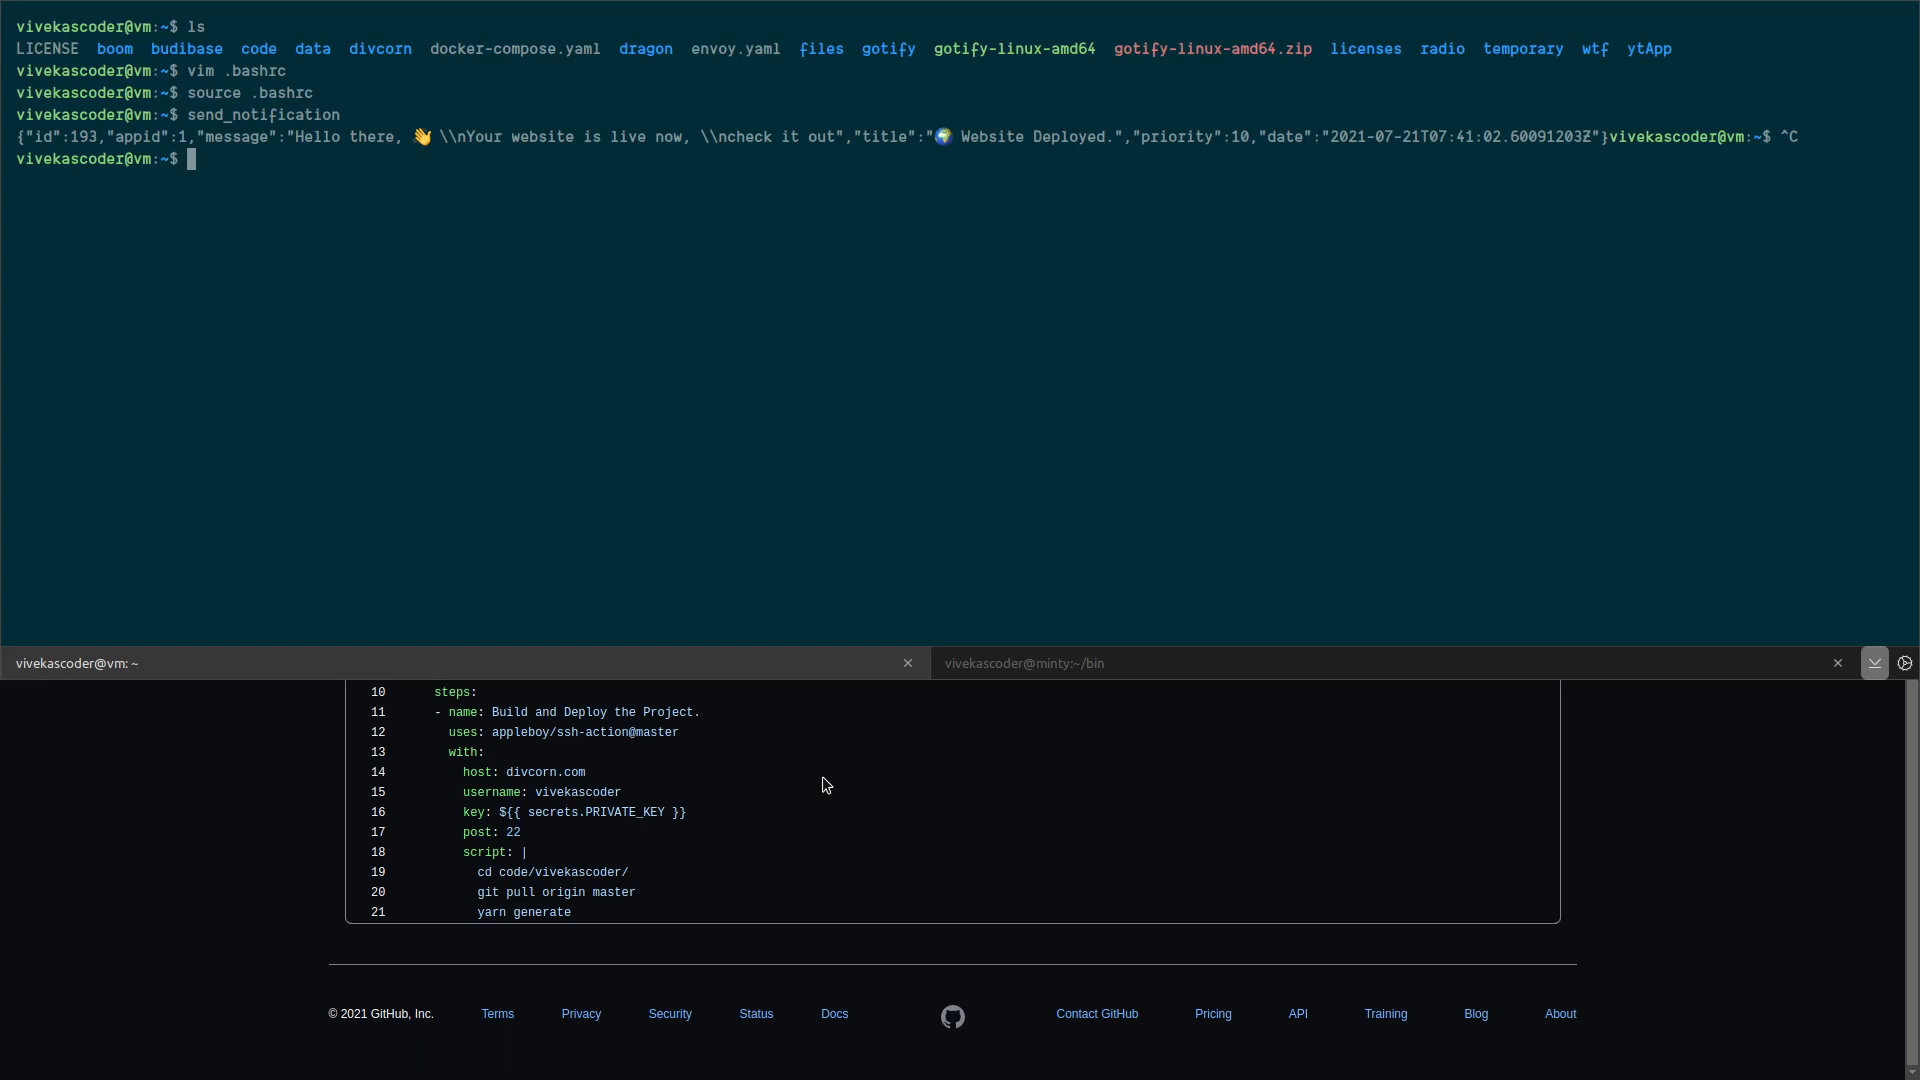 vivekascoder@vm:~$ ls
LICENSE boom budibase code data divcorn docker-compose.yaml dragon envoy.yaml files gotify gotify-linux-amd64 gotify-linux-amd64.zip licenses radio temporary wtf ytApp
vivekascoder@vm:~$ vim .bashrc
vivekascoder@vm:~$ source .bashrc
vivekascoder@vm:~$ send_notification
{"id":193,"appid":1,"message":"Hello there, 👋 \\nYour website is live now, \\ncheck it out","title":"🌍 Website Deployed.","priority":10,"date":"2021-07-21T07:41:02.60091203Z"}vivekascoder@vm:~$ ^C
vivekascoder@vm:~$
vivekascoder@vm: ~
vivekascoder@minty:~/bin
10 steps:
11 - name: Build and Deploy the Project.
12 uses: appleboy/ssh-action@master
13 with:
14 host: divcorn.com
15 username: vivekascoder
16 key: ${{ secrets.PRIVATE_KEY }}
17 post: 22
18 script: |
19 cd code/vivekascoder/
20 git pull origin master
21 yarn generate
© 2021 GitHub, Inc. Terms Privacy Security Status Docs Contact GitHub Pricing API Training Blog About